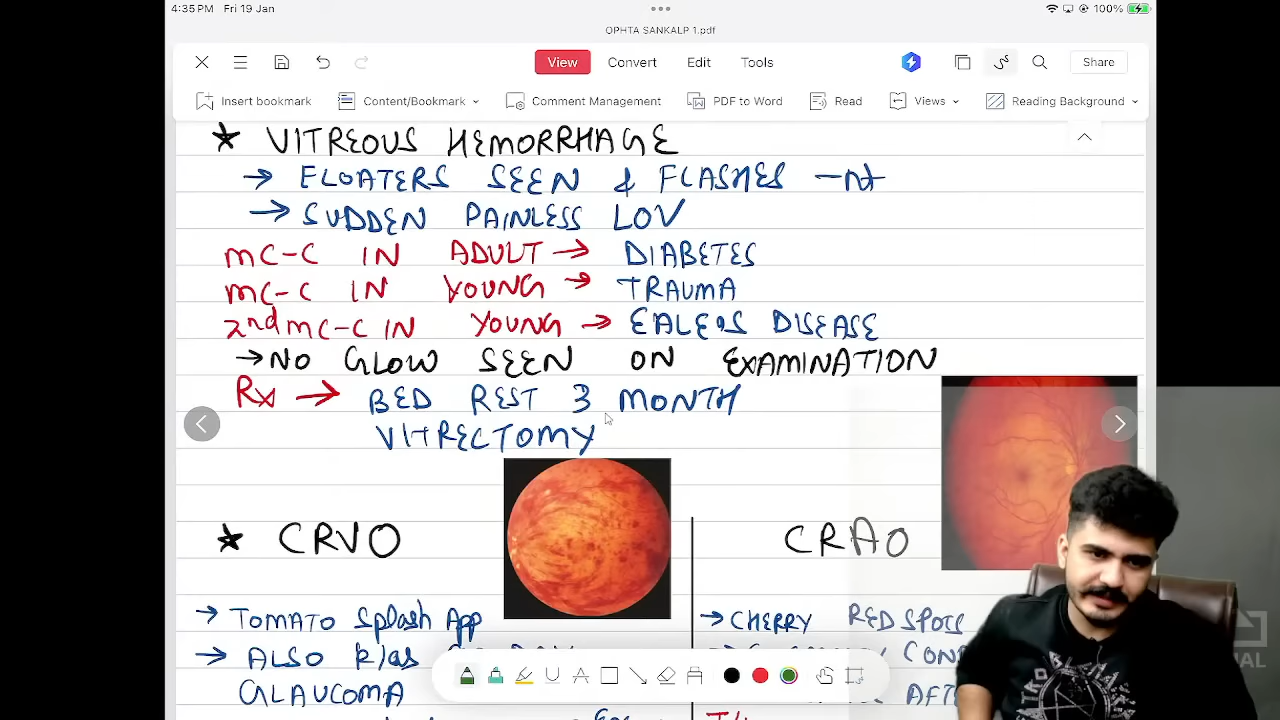 4:35 PM Fri 19 Jan
100%
OPHTA SANKALP 1.pdf
View Convert Edit Tools Share
Insert bookmark Content/Bookmark Comment Management PDF to Word Read Views Reading Background
★ VITREOUS HEMORRHAGE
→ FLOATERS SEEN & FLASHES -nt
→ SUDDEN PAINLESS LOV
MC-C IN ADULT → DIABETES
MC-C IN YOUNG → TRAUMA
2nd MC-C IN YOUNG → EALE'S DISEASE
→ NO GLOW SEEN ON EXAMINATION
Rx → BED REST 3 MONTH
VITRECTOMY
★ CRVO
CRAO
→ TOMATO Splash App
→ CHERRY RED SPOTS
→ ALSO k/as
GLAUCOMA
AFTER